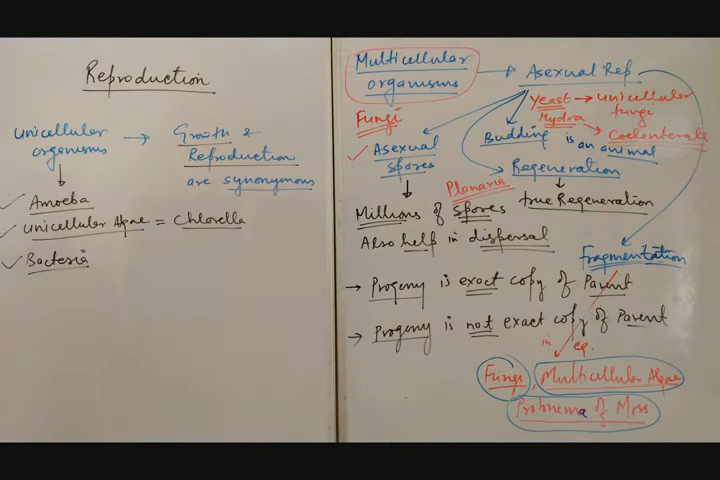 Reproduction
Unicellular organisms → Growth & Reproduction are synonymous
Amoeba
Unicellular Algae = Chlorella
Bacteria
Multicellular organisms → Asexual Rep
Yeast → unicellular fungi
Hydra → Coelinterata
Fungi
Budding is an animal
Asexual spores
Regeneration
Planaria
true Regeneration
Millions of spores
Also help in dispersal
Fragmentation
→ Progeny is exact copy of Parent
→ Progeny is not exact copy of Parent
in eg.
Fungi, Multicellular Algae
Protonema of Moss